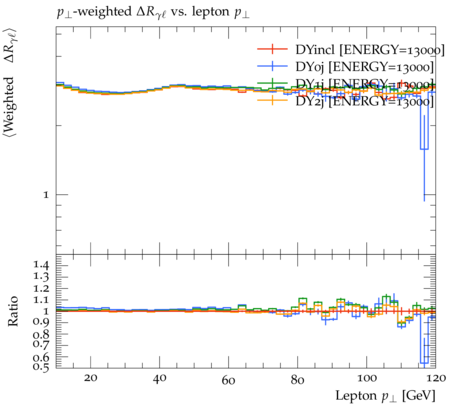 p⊥-weighted ΔRγℓ vs. lepton p⊥
⟨Weighted ΔRγℓ⟩
DYincl [ENERGY=13000]
DY0j [ENERGY=13000]
DY1j [ENERGY=13000]
DY2j [ENERGY=13000]
1
Ratio
1.4
1.3
1.2
1.1
1
0.9
0.8
0.7
0.6
0.5
20 40 60 80 100 120
Lepton p⊥ [GeV]